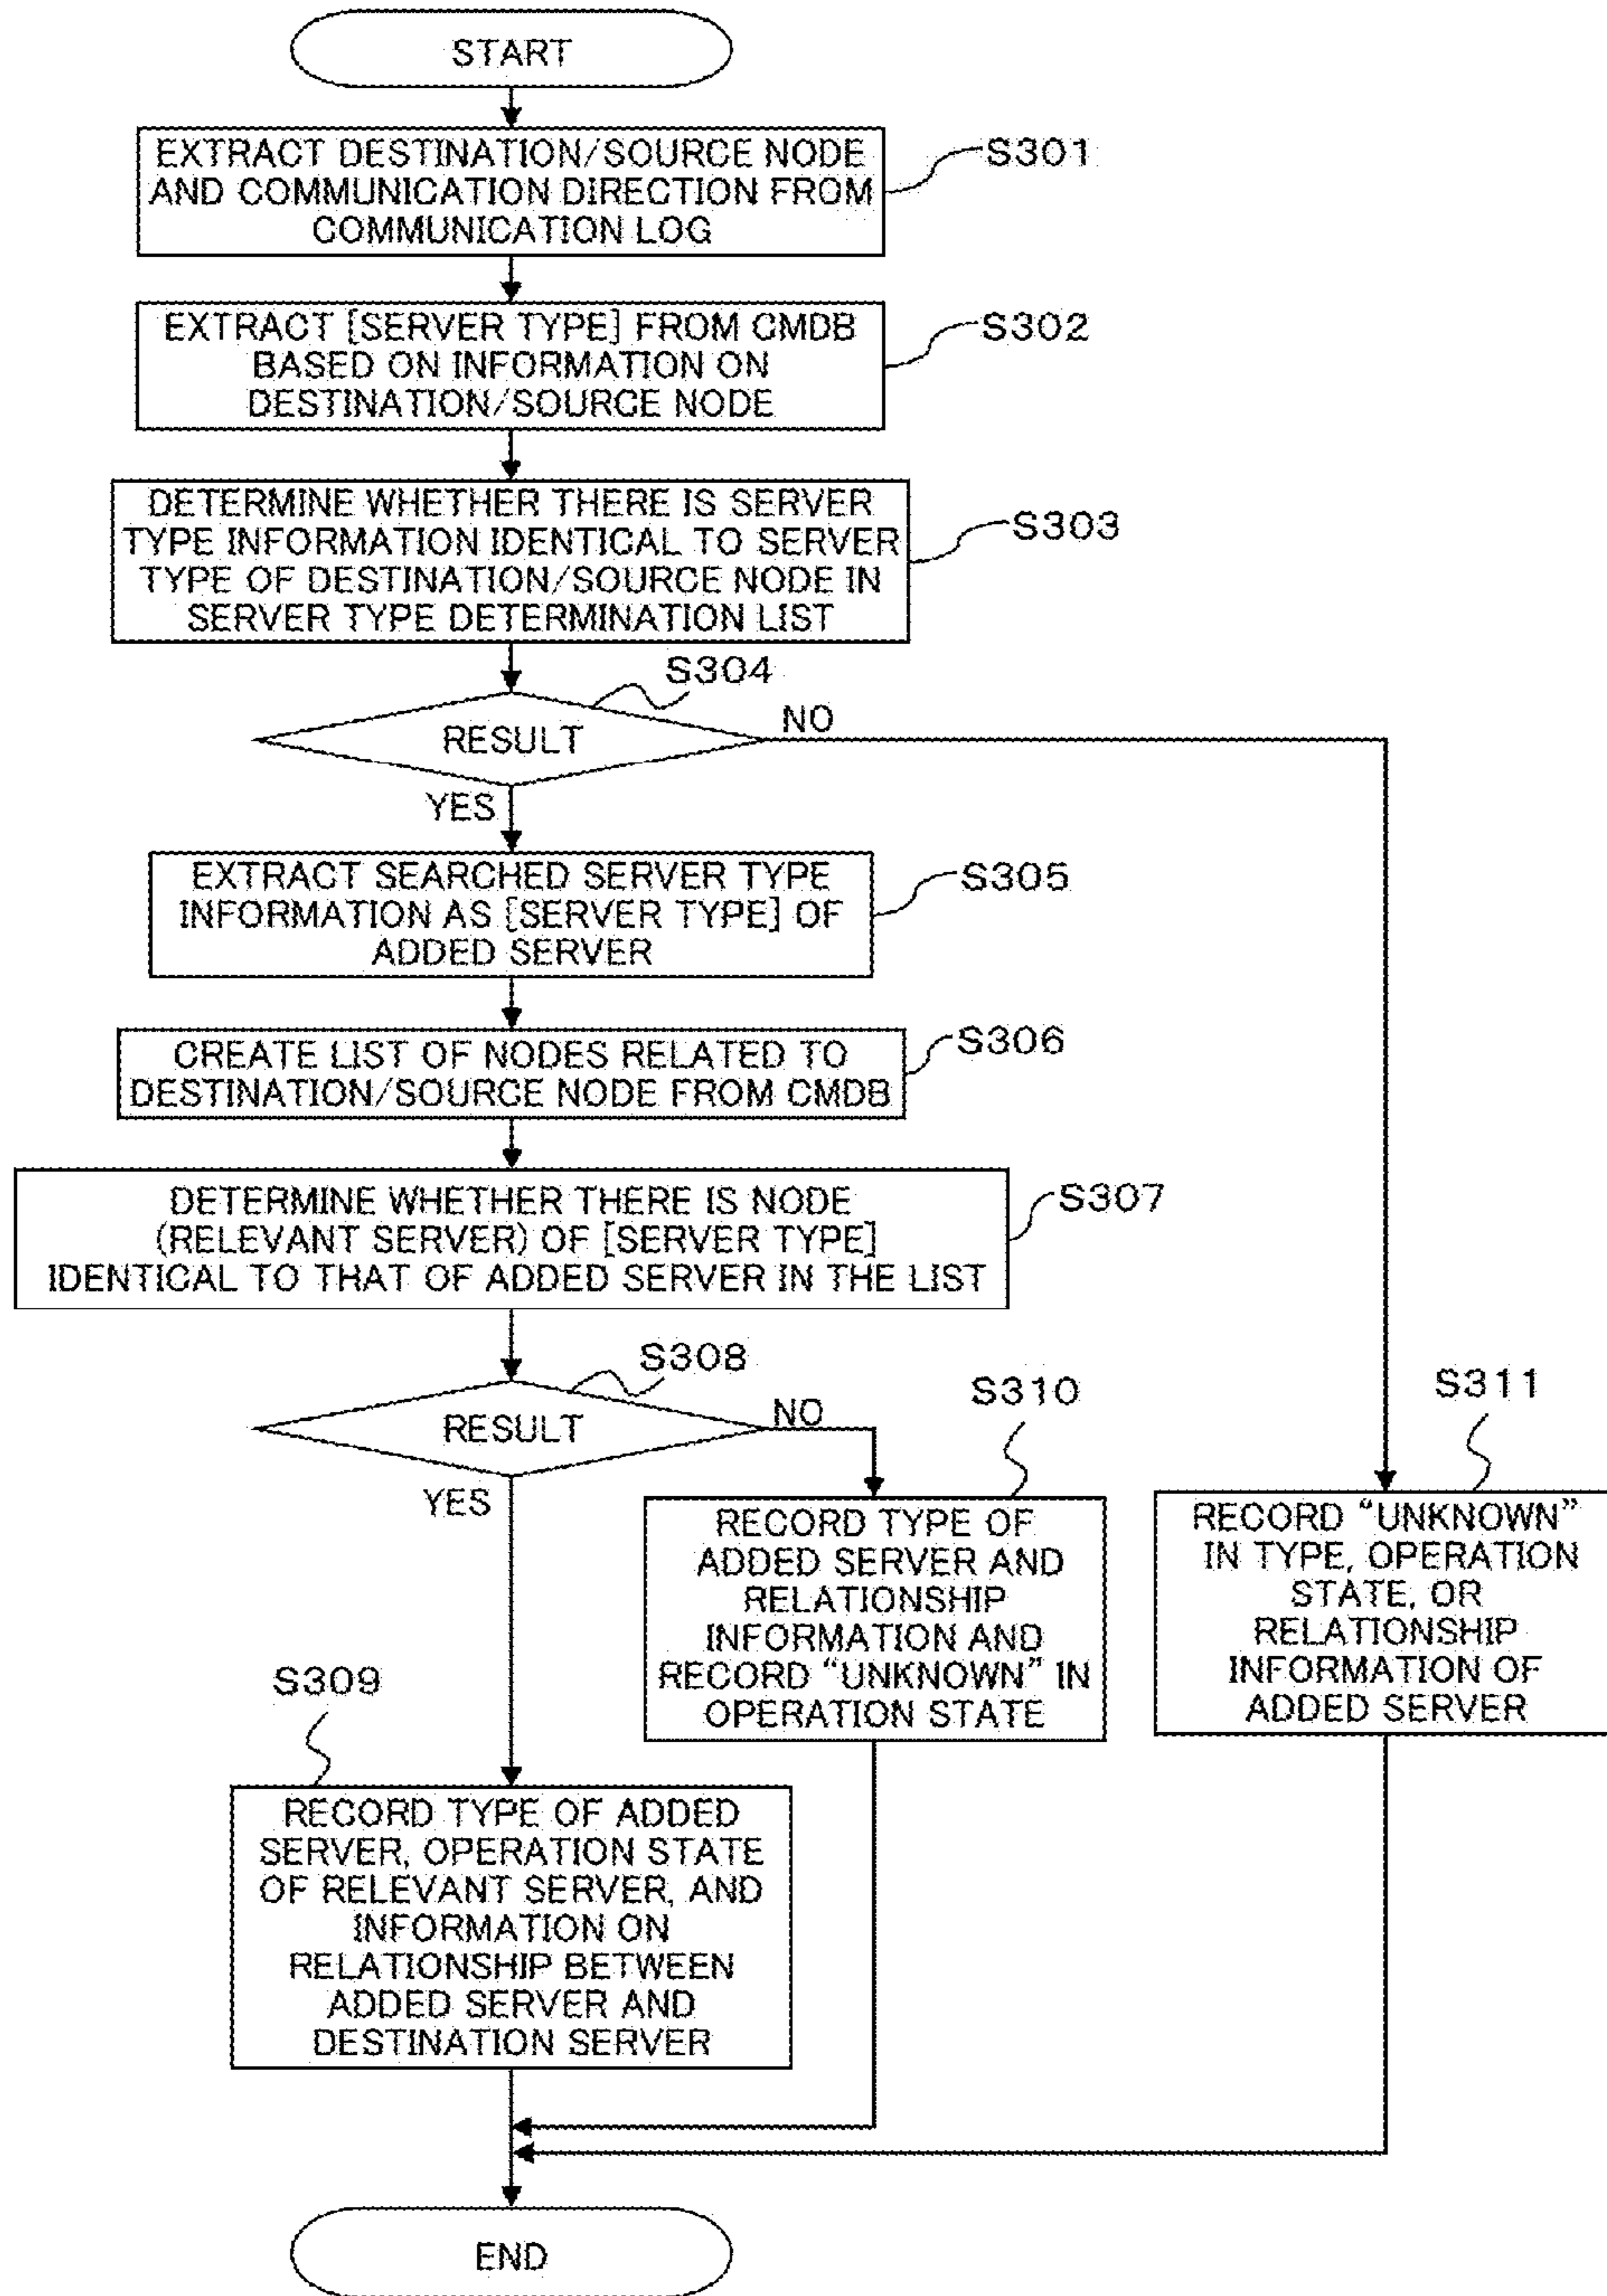 START
EXTRACT DESTINATION/SOURCE NODE
AND COMMUNICATION DIRECTION FROM
COMMUNICATION LOG
S301
EXTRACT [SERVER TYPE] FROM CMDB
BASED ON INFORMATION ON
DESTINATION/SOURCE NODE
S302
DETERMINE WHETHER THERE IS SERVER
TYPE INFORMATION IDENTICAL TO SERVER
TYPE OF DESTINATION/SOURCE NODE IN
SERVER TYPE DETERMINATION LIST
S303
S304
RESULT
NO
YES
EXTRACT SEARCHED SERVER TYPE
INFORMATION AS [SERVER TYPE] OF
ADDED SERVER
S305
CREATE LIST OF NODES RELATED TO
DESTINATION/SOURCE NODE FROM CMDB
S306
DETERMINE WHETHER THERE IS NODE
(RELEVANT SERVER) OF [SERVER TYPE]
IDENTICAL TO THAT OF ADDED SERVER IN THE LIST
S307
S308
RESULT
NO
YES
S310
RECORD TYPE OF
ADDED SERVER AND
RELATIONSHIP
INFORMATION AND
RECORD “UNKNOWN” IN
OPERATION STATE
S311
RECORD “UNKNOWN”
IN TYPE, OPERATION
STATE, OR
RELATIONSHIP
INFORMATION OF
ADDED SERVER
S309
RECORD TYPE OF ADDED
SERVER, OPERATION STATE
OF RELEVANT SERVER, AND
INFORMATION ON
RELATIONSHIP BETWEEN
ADDED SERVER AND
DESTINATION SERVER
END